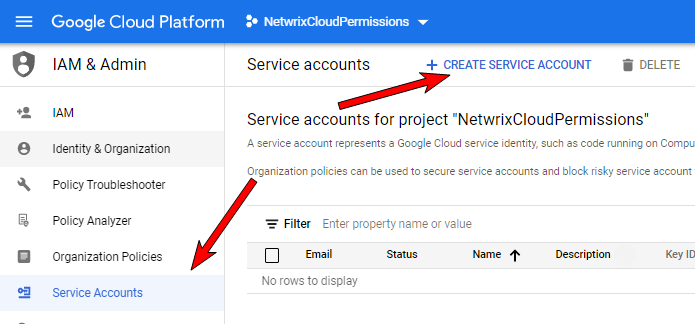 Google Cloud Platform
NetwrixCloudPermissions
IAM & Admin
Service accounts
CREATE SERVICE ACCOUNT
DELETE
IAM
Identity & Organization
Policy Troubleshooter
Policy Analyzer
Organization Policies
Service Accounts
Service accounts for project "NetwrixCloudPermissions"
A service account represents a Google Cloud service identity, such as code running on Compu
Organization policies can be used to secure service accounts and block risky service account
Filter Enter property name or value
Email Status Name Description Key ID
No rows to display